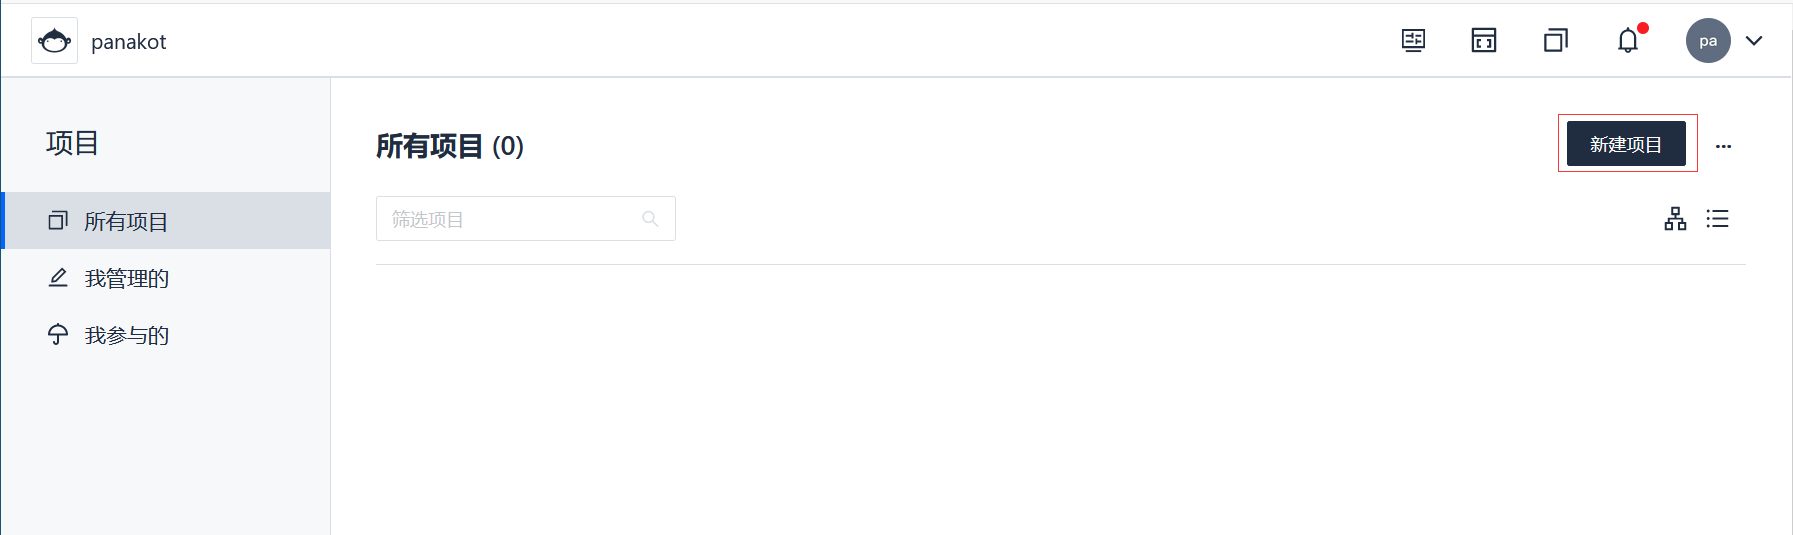 panakot
pa
项目
所有项目
我管理的
我参与的
所有项目 (0)
新建项目
筛选项目